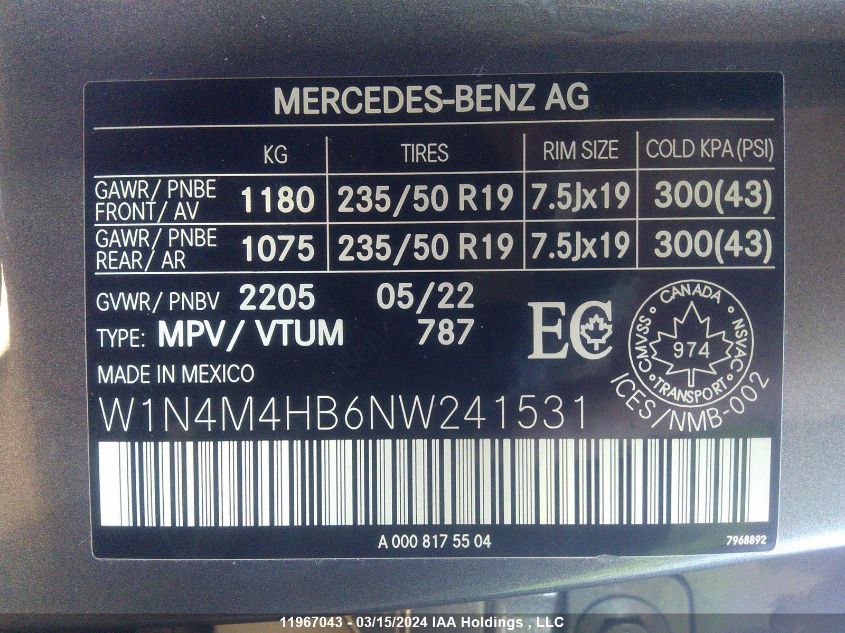 MERCEDES-BENZ AG
KG TIRES RIM SIZE COLD KPA (PSI)
GAWR/ PNBE FRONT/ AV 1180 235/50 R19 7.5Jx19 300(43)
GAWR/ PNBE REAR/ AR 1075 235/50 R19 7.5Jx19 300(43)
GVWR/ PNBV 2205 05/22
TYPE: MPV/ VTUM 787
EC
CANADA
CMVSS 974 NSVAC
TRANSPORT
ICES/NMB-002
MADE IN MEXICO
W1N4M4HB6NW241531
A 000 817 55 04
7968892
11967043 - 03/15/2024 IAA Holdings , LLC